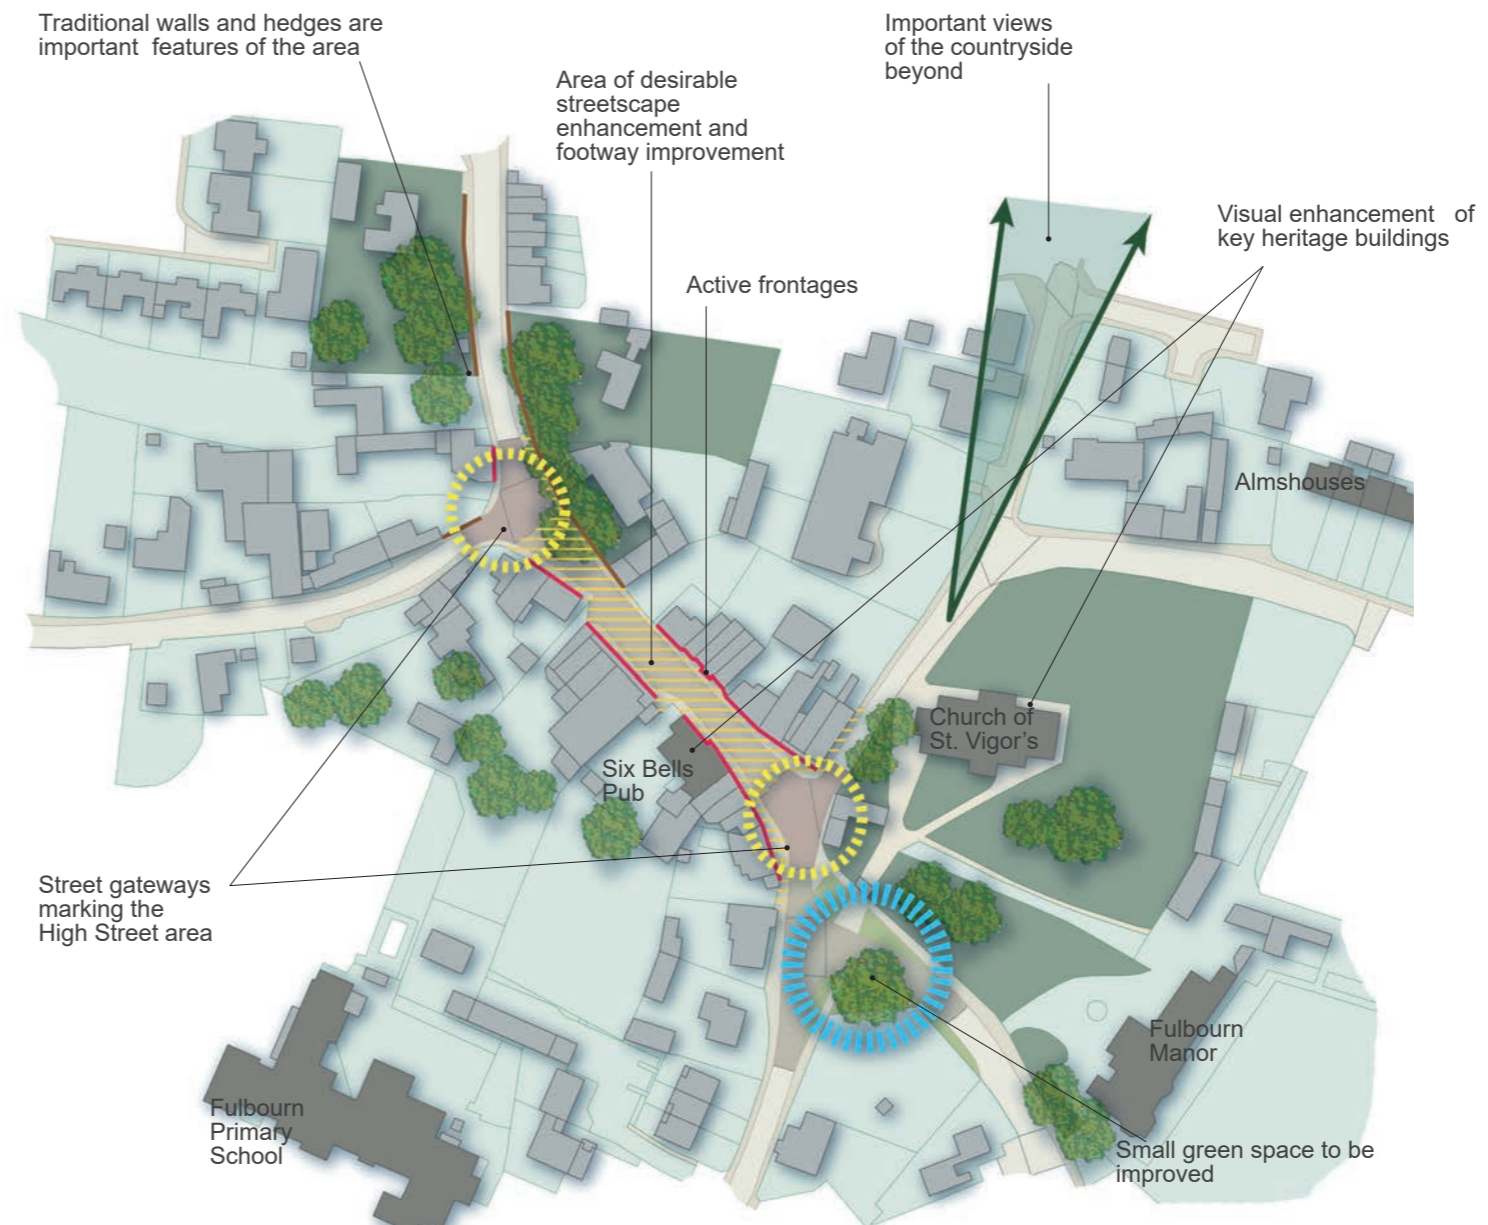 Traditional walls and hedges are
important features of the area
Important views
of the countryside
beyond
Area of desirable
streetscape
enhancement and
footway improvement
Visual enhancement of
key heritage buildings
Active frontages
Almshouses
Church of
St. Vigor's
Six Bells
Pub
Street gateways
marking the
High Street area
Fulbourn
Manor
Fulbourn
Primary
School
Small green space to be
improved